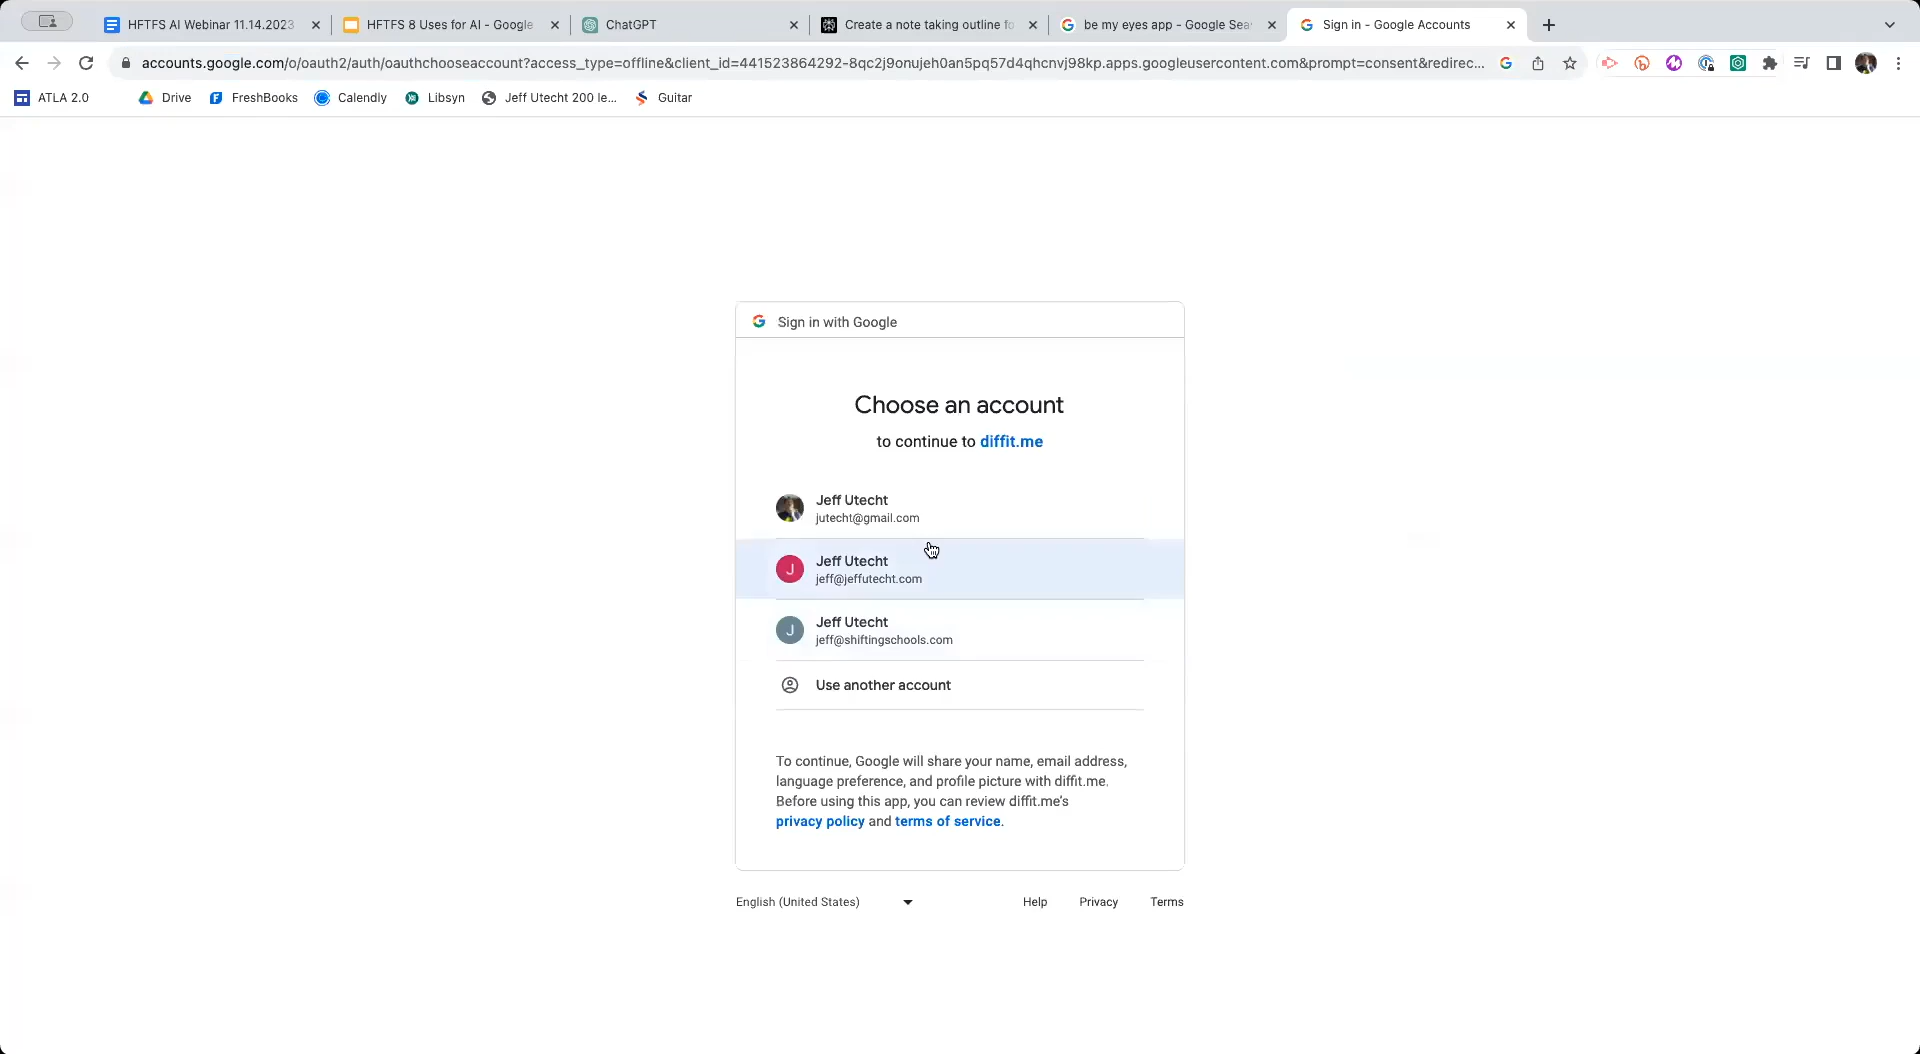 HFTFS AI Webinar 11.14.2023
HFTFS 8 Uses for AI - Google
ChatGPT
Create a note taking outline fo
be my eyes app - Google Sea
Sign in - Google Accounts
accounts.google.com/o/oauth2/auth/oauthchooseaccount?access_type=offline&client_id=441523864292-8qc2j9onujeh0an5pq57d4qhcnvj98kp.apps.googleusercontent.com&prompt=consent&redirec...
ATLA 2.0
Drive
FreshBooks
Calendly
Libsyn
Jeff Utecht 200 le...
Guitar
Sign in with Google
Choose an account
to continue to diffit.me
Jeff Utecht
jutecht@gmail.com
J
Jeff Utecht
jeff@jeffutecht.com
J
Jeff Utecht
jeff@shiftingschools.com
Use another account
To continue, Google will share your name, email address,
language preference, and profile picture with diffit.me.
Before using this app, you can review diffit.me's
privacy policy and terms of service.
English (United States)
Help
Privacy
Terms